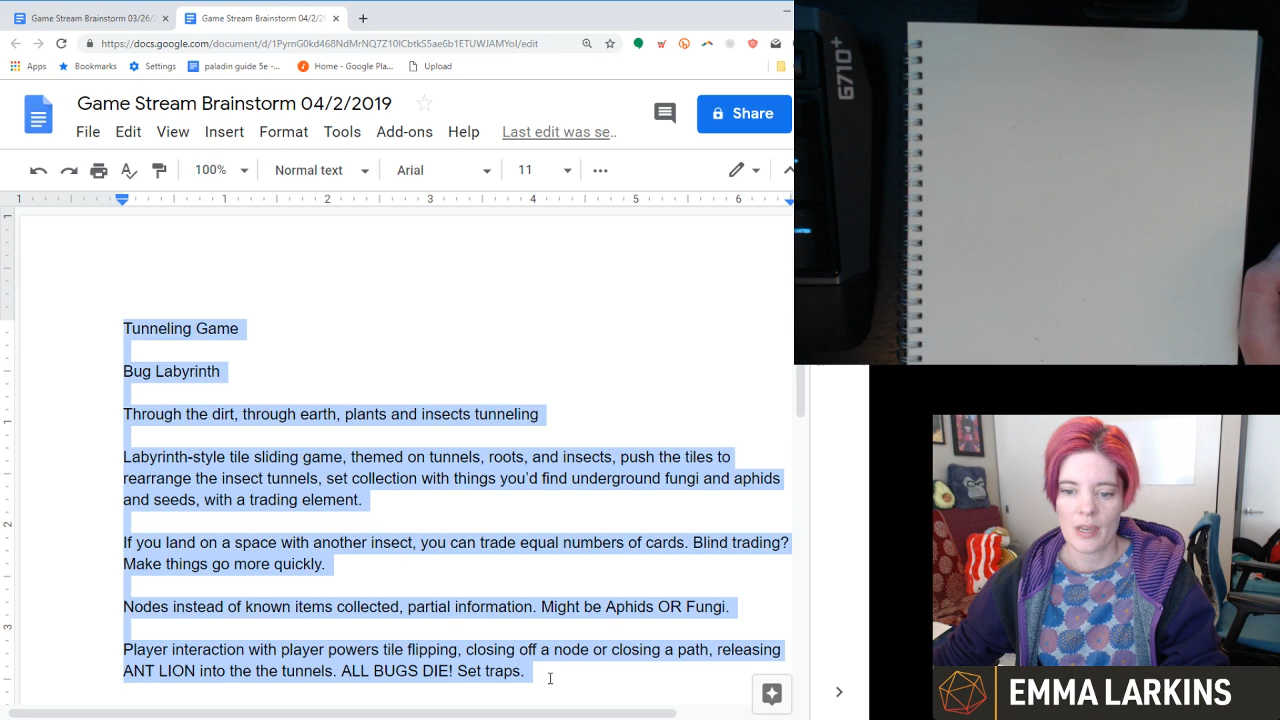 Game Stream Brainstorm 03/26/
Game Stream Brainstorm 04/2/2
https://docs.google.com/document/d/1PyrnG0kd468NdMrNQ7Z10ICbtkS5ae6b1ETUWJAMYoI/edit
Apps
Bookmarks
Settings
paladin guide 5e -...
Home - Google Pla...
Upload
Game Stream Brainstorm 04/2/2019
File Edit View Insert Format Tools Add-ons Help Last edit was se..
Share
100% Normal text Arial 11
1 1 2 3 4 5 6
Tunneling Game
Bug Labyrinth
Through the dirt, through earth, plants and insects tunneling
Labyrinth-style tile sliding game, themed on tunnels, roots, and insects, push the tiles to
rearrange the insect tunnels, set collection with things you'd find underground fungi and aphids
and seeds, with a trading element.
If you land on a space with another insect, you can trade equal numbers of cards. Blind trading?
Make things go more quickly.
Nodes instead of known items collected, partial information. Might be Aphids OR Fungi.
Player interaction with player powers tile flipping, closing off a node or closing a path, releasing
ANT LION into the the tunnels. ALL BUGS DIE! Set traps.
G710+
EMMA LARKINS